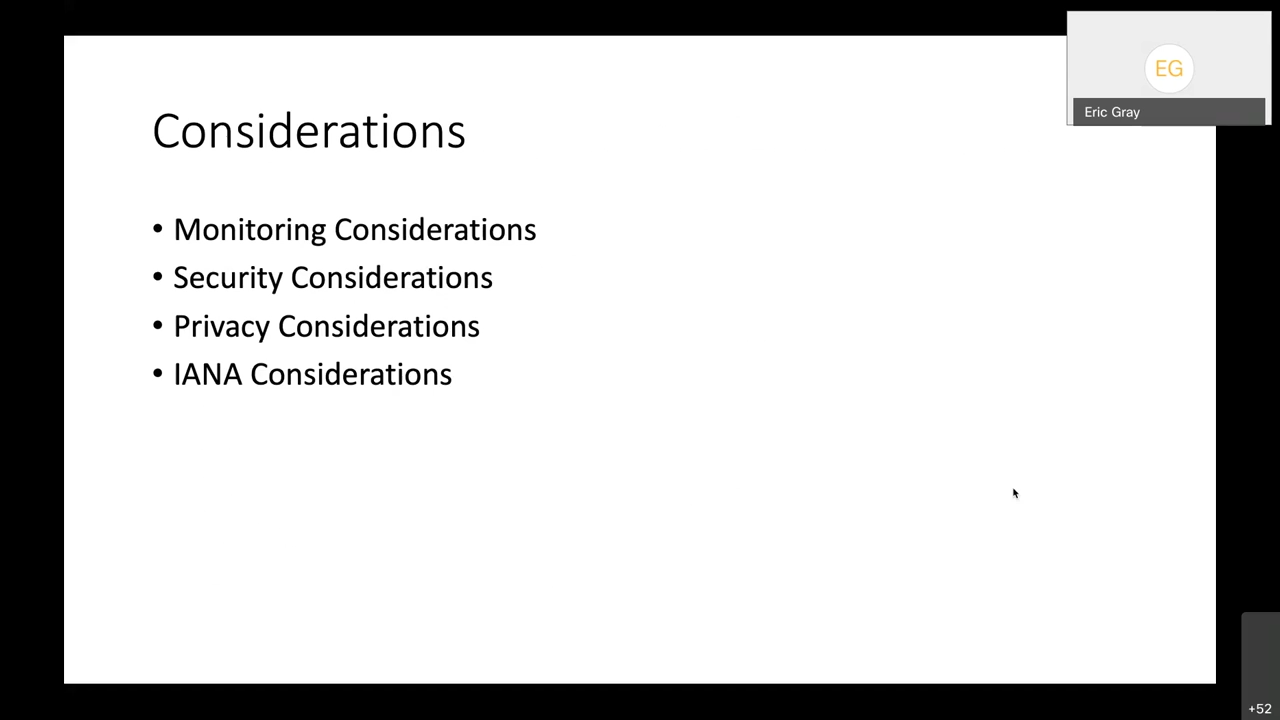 EG
Eric Gray
Considerations
• Monitoring Considerations
• Security Considerations
• Privacy Considerations
• IANA Considerations
+52